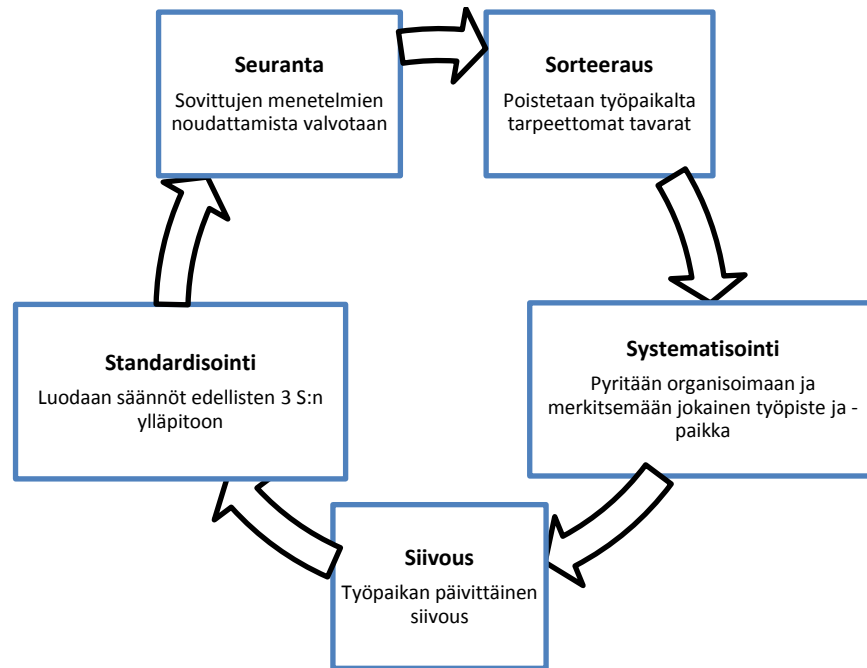 Seuranta
Sovittujen menetelmien
noudattamista valvotaan
Sorteeraus
Poistetaan työpaikalta
tarpeettomat tavarat
Systematisointi
Pyritään organisoimaan ja
merkitsemään jokainen työpiste ja -
paikka
Siivous
Työpaikan päivittäinen
siivous
Standardisointi
Luodaan säännöt edellisten 3 S:n
ylläpitoon